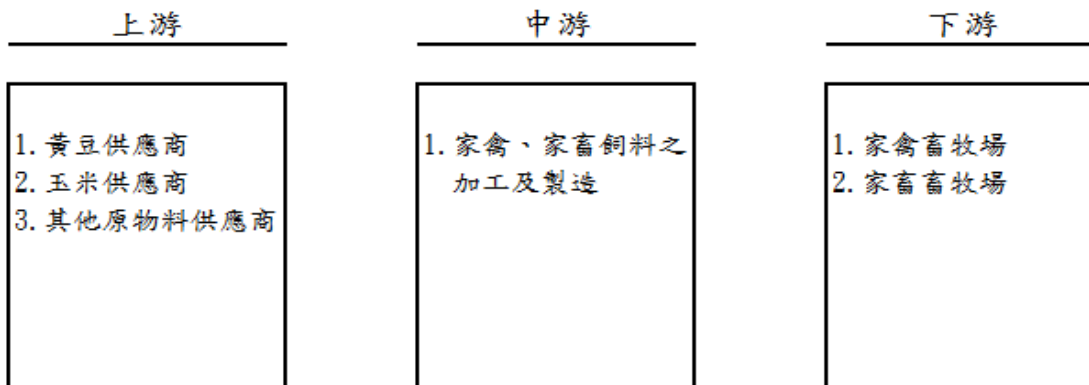 上游
1. 黃豆供應商
2. 玉米供應商
3. 其他原物料供應商
中游
1. 家禽、家畜飼料之
加工及製造
下游
1. 家禽畜牧場
2. 家畜畜牧場